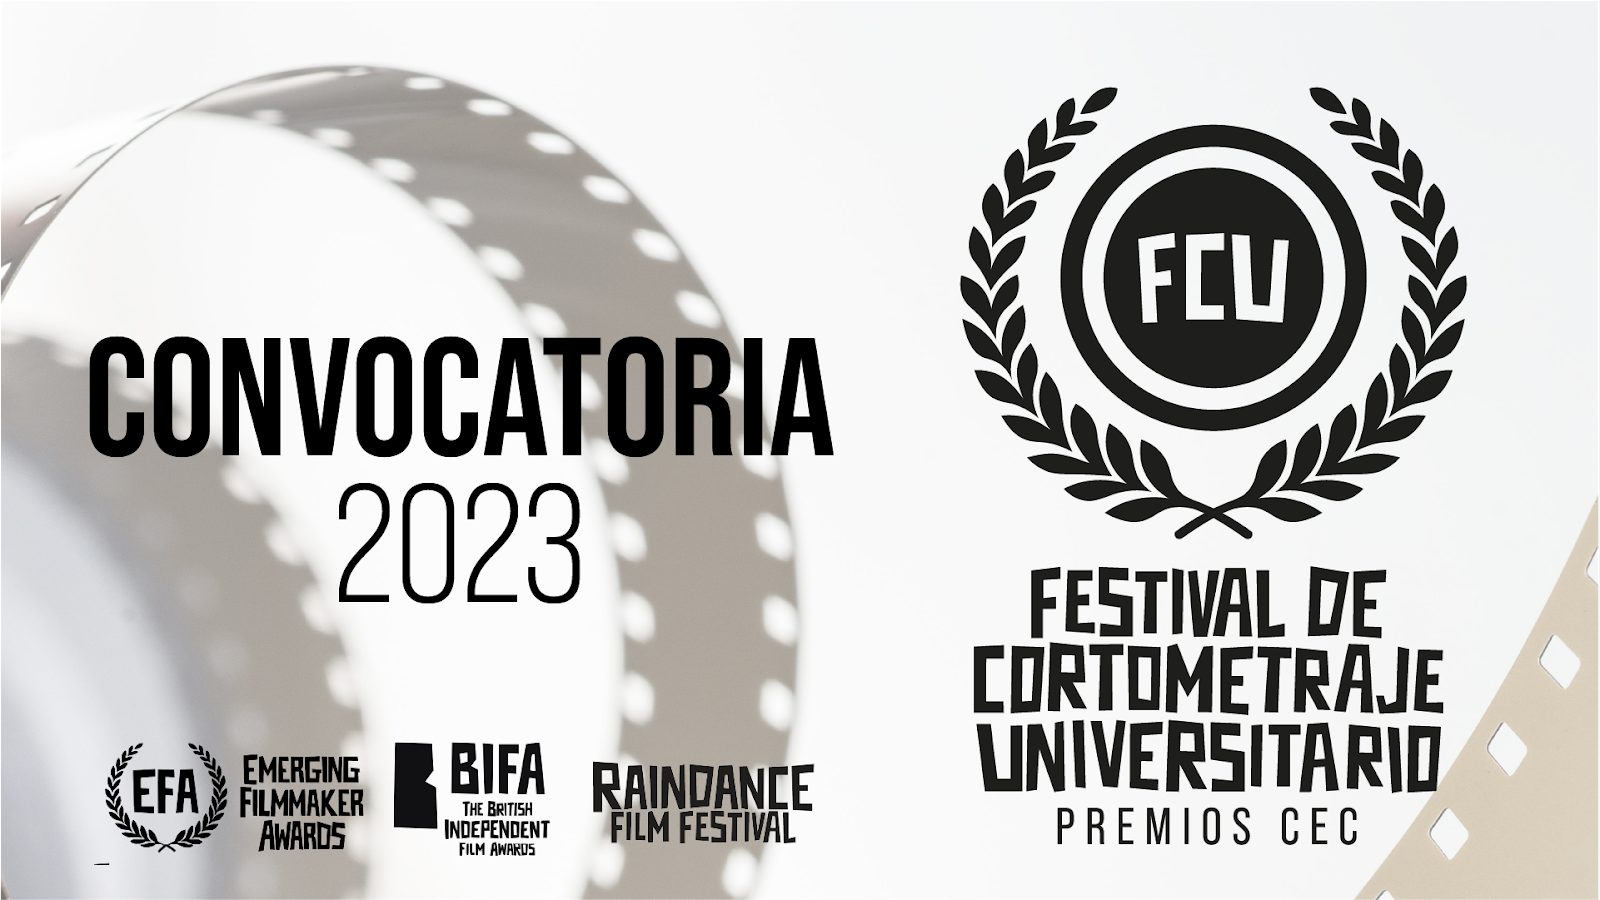 CONVOCATORIA
2023
EFA
EMERGING
FILMMAKER
AWARDS
BIFA
THE BRITISH
INDEPENDENT
FILM AWARDS
RAINDANCE
FILM FESTIVAL
FCU
FESTIVAL DE
CORTOMETRAJE
UNIVERSITARIO
PREMIOS CEC